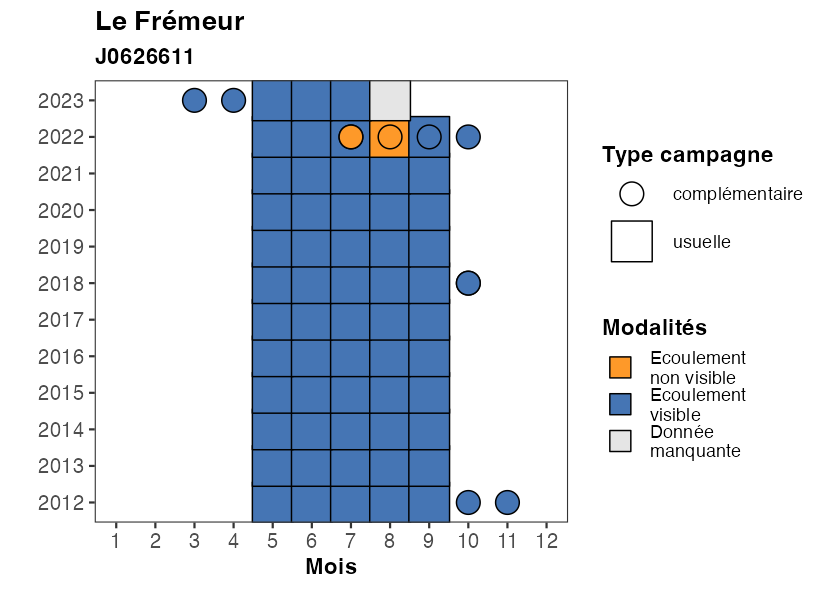 Le Frémeur
J0626611
2023
2022
2021
2020
2019
2018
2017
2016
2015
2014
2013
2012
1 2 3 4 5 6 7 8 9 10 11 12
Mois
Type campagne
complémentaire
usuelle
Modalités
Ecoulement
non visible
Ecoulement
visible
Donnée
manquante